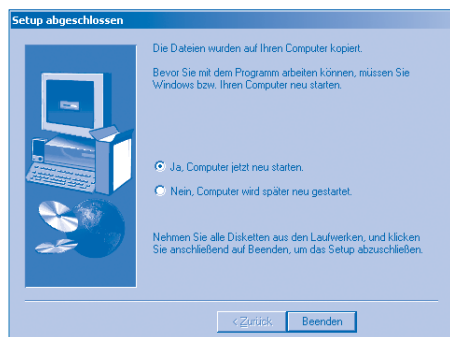 Setup abgeschlossen
Die Dateien wurden auf Ihren Computer kopiert.
Bevor Sie mit dem Programm arbeiten können, müssen Sie
Windows bzw. Ihren Computer neu starten.
Ja, Computer jetzt neu starten.
Nein, Computer wird später neu gestartet.
Nehmen Sie alle Disketten aus den Laufwerken, und klicken
Sie anschließend auf Beenden, um das Setup abzuschließen.
< Zurück Beenden